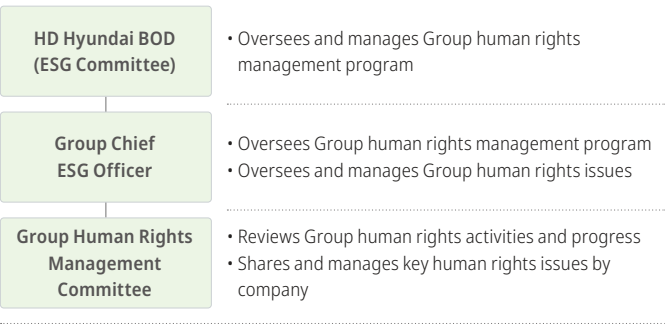 HD Hyundai BOD
(ESG Committee)
• Oversees and manages Group human rights
management program
Group Chief
ESG Officer
• Oversees Group human rights management program
• Oversees and manages Group human rights issues
Group Human Rights
Management
Committee
• Reviews Group human rights activities and progress
• Shares and manages key human rights issues by
company